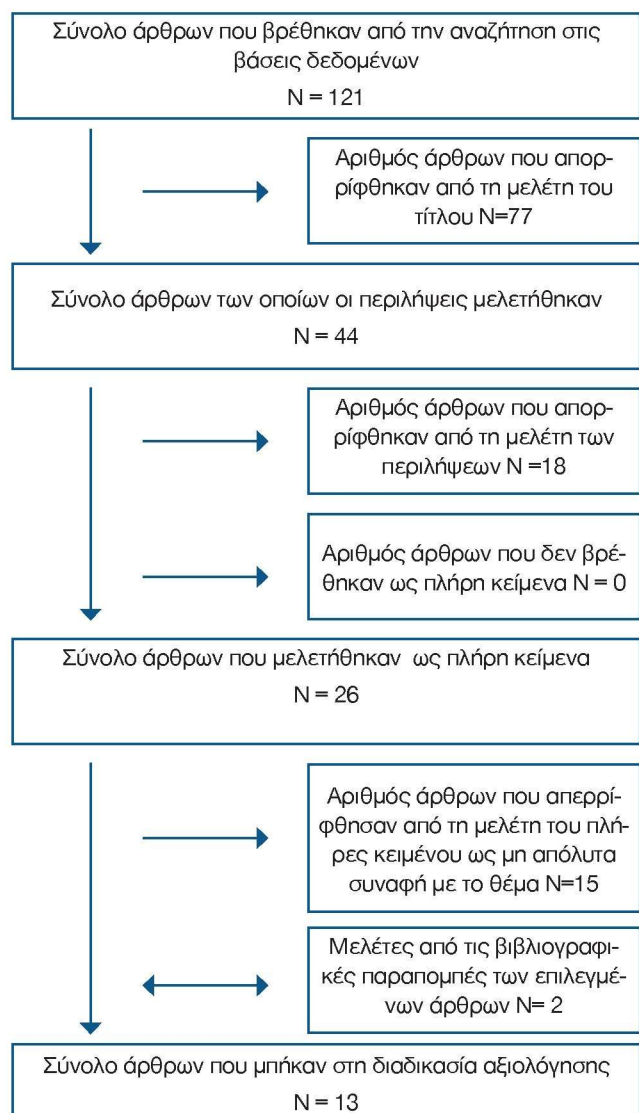 Σύνολο άρθρων που βρέθηκαν από την αναζήτηση στις
βάσεις δεδομένων
N = 121
Αριθμός άρθρων που απορ-
ρίφθηκαν από τη μελέτη του
τίτλου N=77
Σύνολο άρθρων των οποίων οι περιλήψεις μελετήθηκαν
N = 44
Αριθμός άρθρων που απορ-
ρίφθηκαν από τη μελέτη των
περιλήψεων N =18
Αριθμός άρθρων που δεν βρέ-
θηκαν ως πλήρη κείμενα N = 0
Σύνολο άρθρων που μελετήθηκαν ως πλήρη κείμενα
N = 26
Αριθμός άρθρων που απερρί-
φθησαν από τη μελέτη του πλή-
ρες κειμένου ως μη απόλυτα
συναφή με το θέμα N=15
Μελέτες από τις βιβλιογραφι-
κές παραπομπές των επιλεγμέ-
νων άρθρων N= 2
Σύνολο άρθρων που μπήκαν στη διαδικασία αξιολόγησης
N = 13